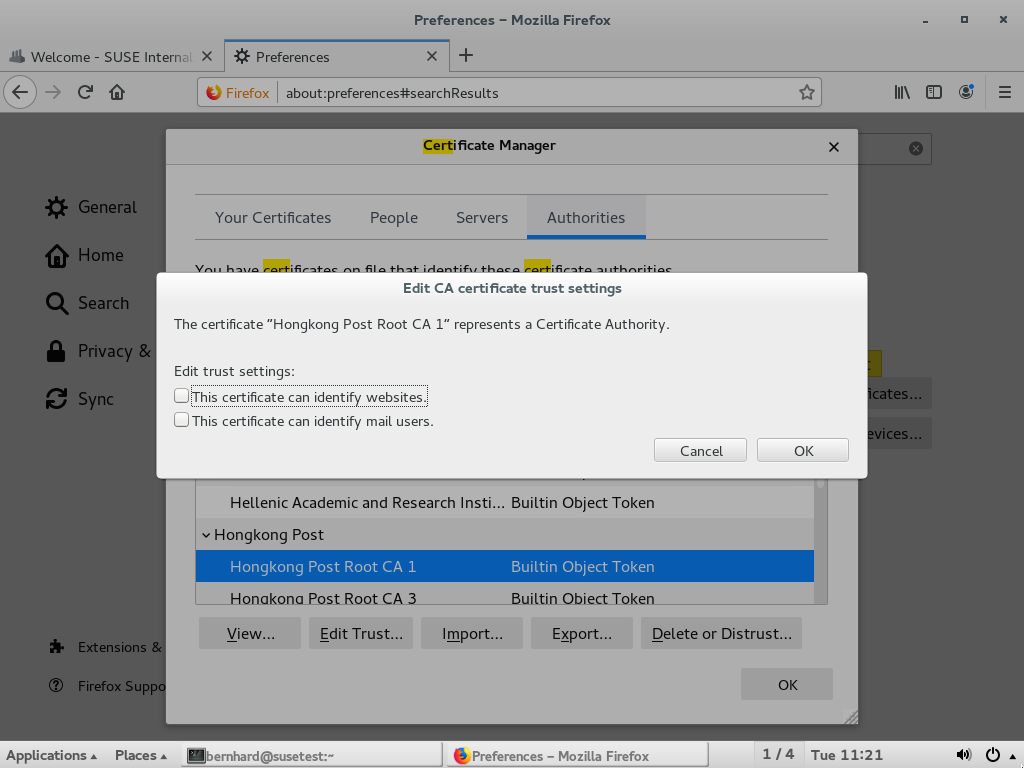 Preferences – Mozilla Firefox
Welcome - SUSE Internal
Preferences
Firefox
about:preferences#searchResults
Certificate Manager
General
Home
Search
Privacy &
Sync
Your Certificates
People
Servers
Authorities
You have certificates on file that identify these certificate authorities
Edit CA certificate trust settings
The certificate “Hongkong Post Root CA 1” represents a Certificate Authority.
Edit trust settings:
This certificate can identify websites.
This certificate can identify mail users.
Cancel
OK
icates...
evices...
Hellenic Academic and Research Insti... Builtin Object Token
Hongkong Post
Hongkong Post Root CA 1 Builtin Object Token
Hongkong Post Root CA 3 Builtin Object Token
View...
Edit Trust...
Import...
Export...
Delete or Distrust...
Extensions &
Firefox Suppo
OK
Applications
Places
bernhard@susetest:~
Preferences – Mozilla Firefox
1 / 4
Tue 11:21